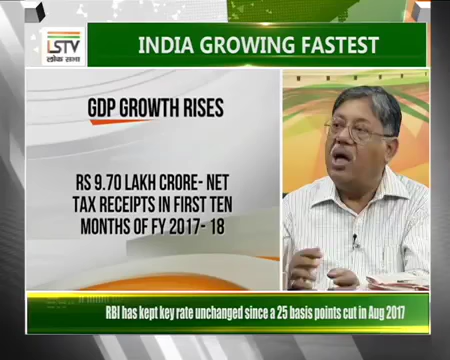 LSTV
लोक सभा
INDIA GROWING FASTEST
GDP GROWTH RISES
RS 9.70 LAKH CRORE- NET
TAX RECEIPTS IN FIRST TEN
MONTHS OF FY 2017- 18
RBI has kept key rate unchanged since a 25 basis points cut in Aug 2017